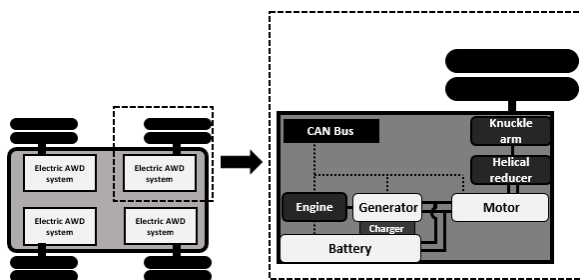 Electric AWD
system
Electric AWD
system
Electric AWD
system
Electric AWD
system
CAN Bus
Knuckle
arm
Helical
reducer
Engine
Generator
Motor
Charger
Battery